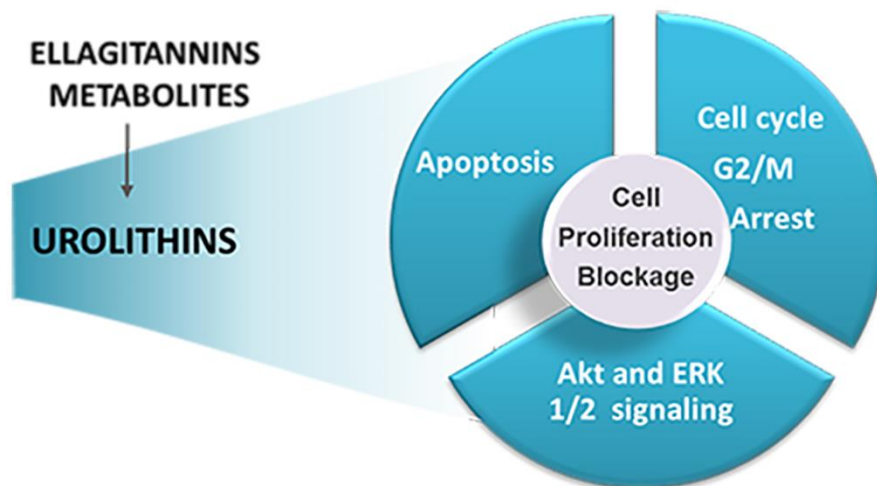 ELLAGITANNINS
METABOLITES
UROLITHINS
Apoptosis
Cell cycle
G2/M
Arrest
Cell
Proliferation
Blockage
Akt and ERK
1/2 signaling